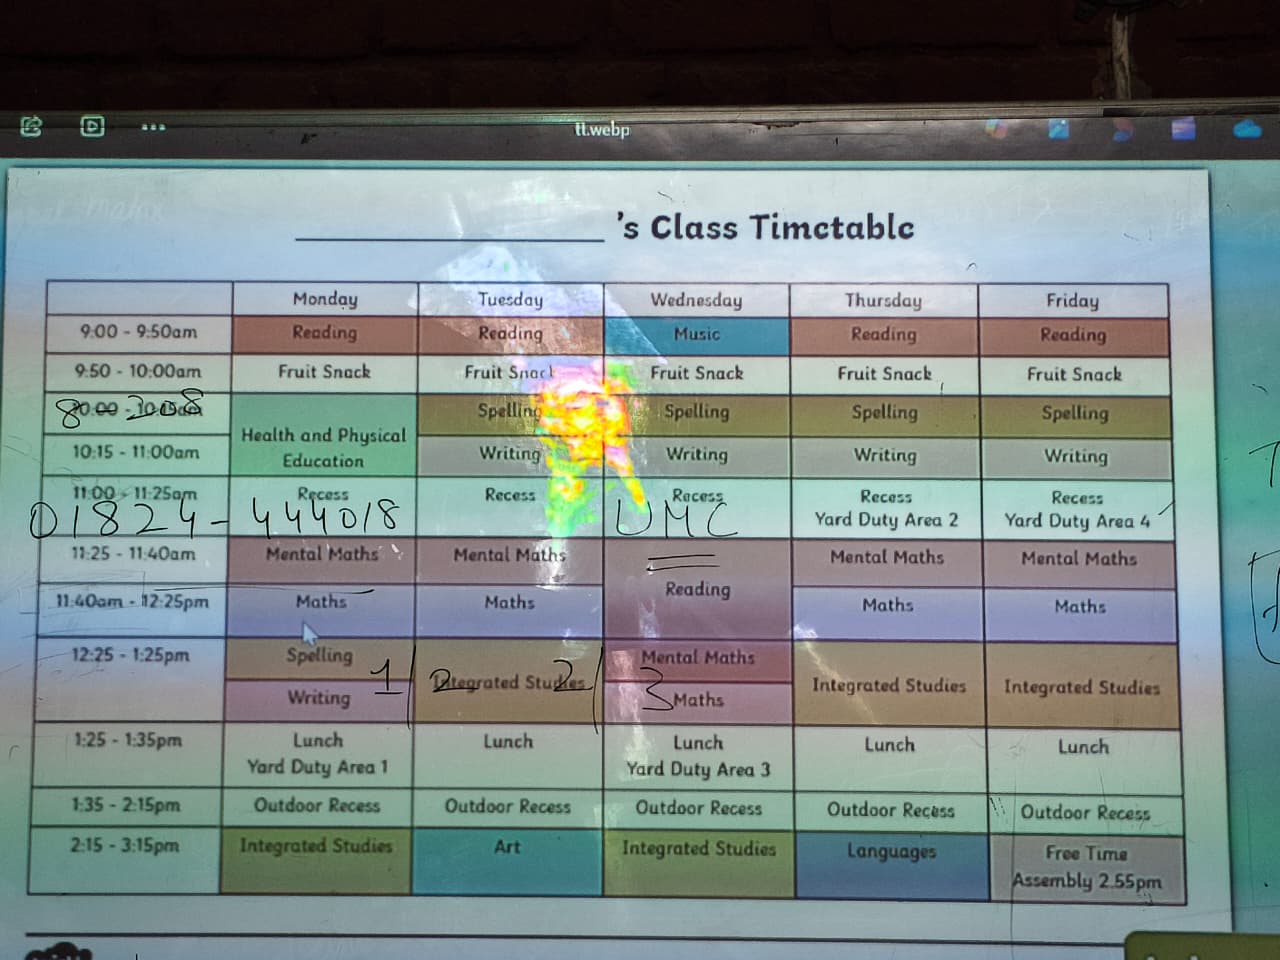 tt.webp
's Class Timetable
Monday Tuesday Wednesday Thursday Friday
9:00 - 9:50am Reading Reading Music Reading Reading
9:50 - 10:00am Fruit Snack Fruit Snack Fruit Snack Fruit Snack Fruit Snack
10:00 - 10:15am Health and Physical Education Spelling Spelling Spelling Spelling
8 - 208
10:15 - 11:00am Writing Writing Writing Writing
11:00 - 11:25am Recess Recess Recess Recess Yard Duty Area 2 Recess Yard Duty Area 4
01824 - 444018 DMC
11:25 - 11:40am Mental Maths Mental Maths Reading Mental Maths Mental Maths
11:40am - 12:25pm Maths Maths Maths Maths
12:25 - 1:25pm Spelling Integrated Studies Mental Maths Integrated Studies Integrated Studies
Writing Maths
1 2 2 3
1:25 - 1:35pm Lunch Yard Duty Area 1 Lunch Lunch Yard Duty Area 3 Lunch Lunch
1:35 - 2:15pm Outdoor Recess Outdoor Recess Outdoor Recess Outdoor Recess Outdoor Recess
2:15 - 3:15pm Integrated Studies Art Integrated Studies Languages Free Time Assembly 2.55pm